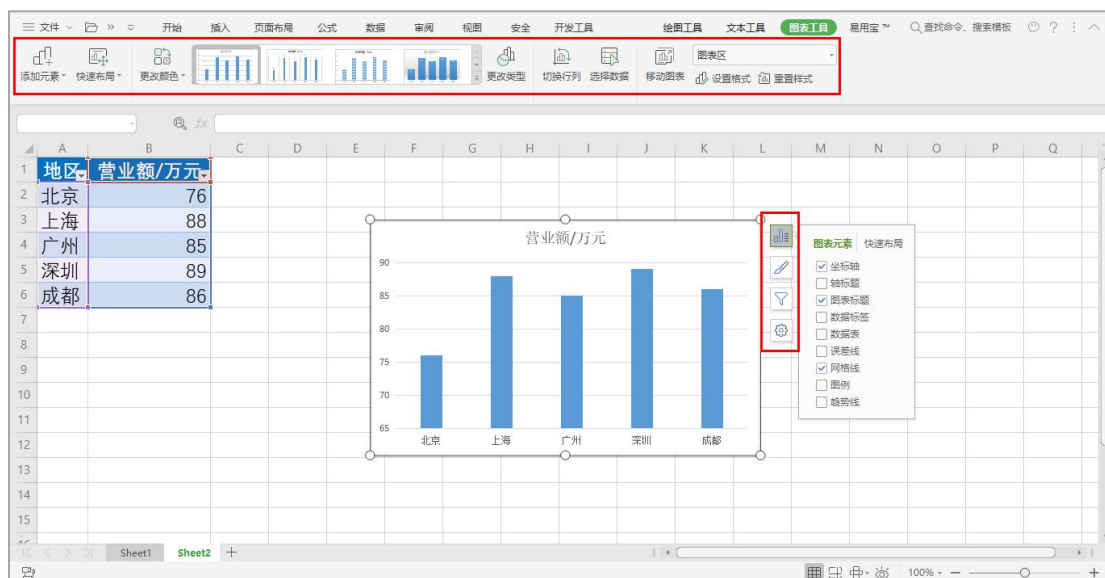 文件 开始 插入 页面布局 公式 数据 审阅 视图 安全 开发工具 绘图工具 文本工具 图表工具 易用宝 ™ 查找命令、搜索模板
图表区
添加元素 快速布局 更改颜色 更改类型 切换行列 选择数据 移动图表 设置格式 重置样式
fx
A B C D E F G H I J K L M N O P Q
1 地区 营业额/万元
2 北京 76
3 上海 88
4 广州 85
5 深圳 89
6 成都 86
7
8
9
10
11
12
13
14
15
营业额/万元
90
85
80
75
70
65
北京 上海 广州 深圳 成都
图表元素 快速布局
坐标轴
轴标题
图表标题
数据标签
数据表
误差线
网格线
图例
趋势线
Sheet1 Sheet2
100%